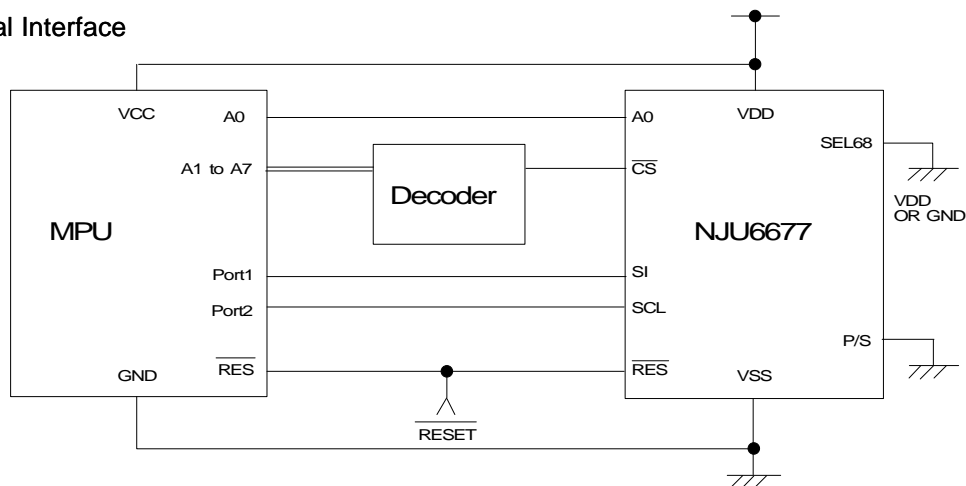 al Interface
VCC
A0
A1 to A7
MPU
Port1
Port2
RES
GND
Decoder
RESET
A0
VDD
SEL68
CS
VDD
OR GND
NJU6677
SI
SCL
P/S
RES
VSS